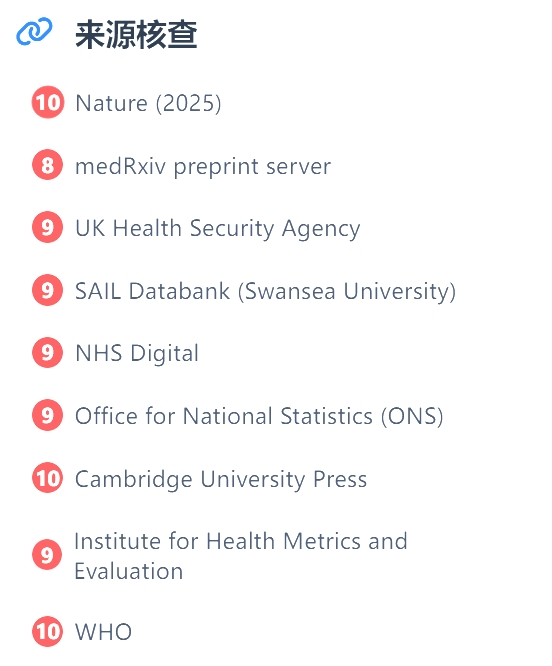 来源核查
10 Nature (2025)
8 medRxiv preprint server
9 UK Health Security Agency
9 SAIL Databank (Swansea University)
9 NHS Digital
9 Office for National Statistics (ONS)
10 Cambridge University Press
9 Institute for Health Metrics and
Evaluation
10 WHO